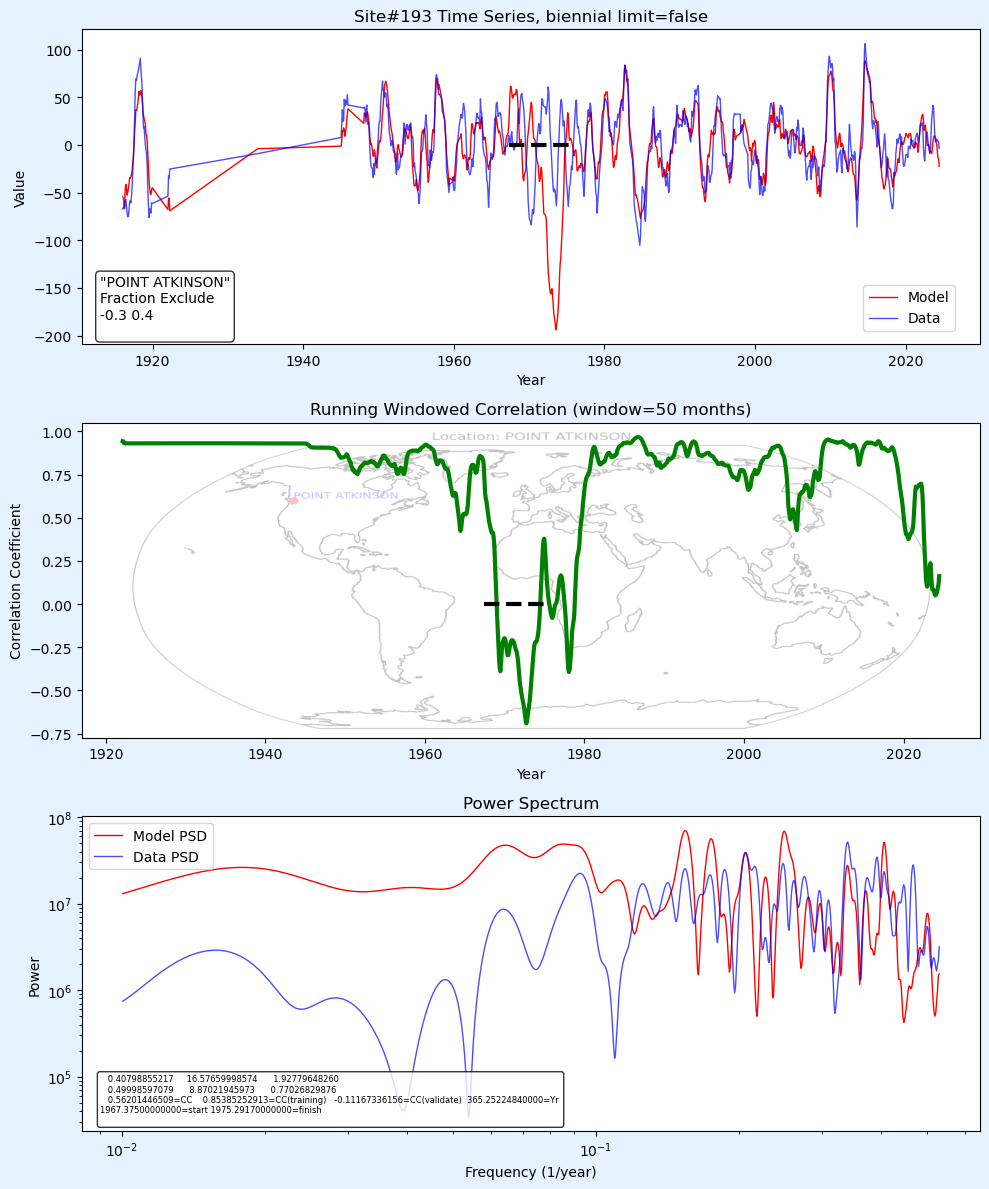 Site#193 Time Series, biennial limit=false
Value
100
50
0
−50
−100
−150
−200
"POINT ATKINSON"
Fraction Exclude
-0.3 0.4
Model
Data
1920
1940
1960
1980
2000
2020
Year
Running Windowed Correlation (window=50 months)
Correlation Coefficient
1.00
0.75
0.50
0.25
0.00
−0.25
−0.50
−0.75
Location: POINT ATKINSON
POINT ATKINSON
1920
1940
1960
1980
2000
2020
Year
Power Spectrum
Power
10^8
10^7
10^6
10^5
Model PSD
Data PSD
0.40798855217 16.57659998574 1.92779648260
0.49998597079 8.87021945973 0.77026829876
0.56201446509=CC 0.85385252913=CC(training) -0.11167336156=CC(validate) 365.25224840000=Yr
1967.37500000000=start 1975.29170000000=finish
10^−2
10^−1
Frequency (1/year)